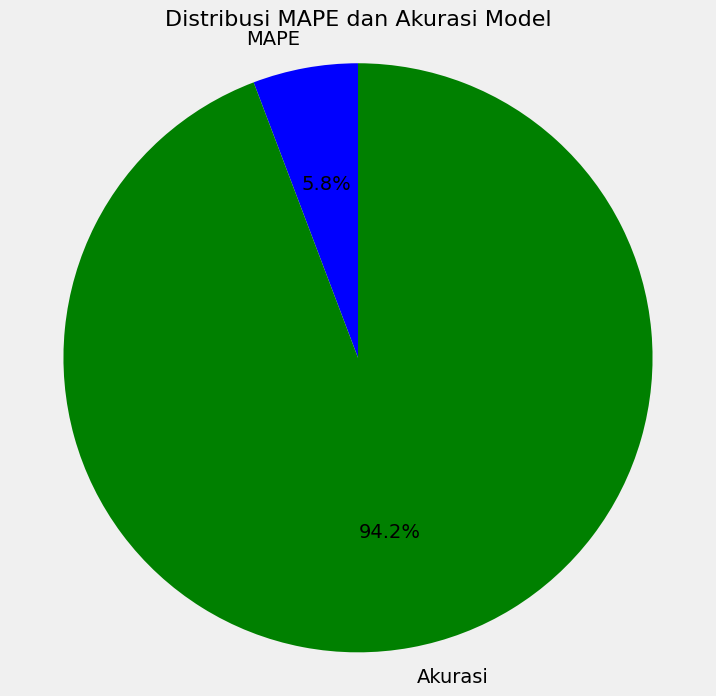 Distribusi MAPE dan Akurasi Model
MAPE
5.8%
94.2%
Akurasi